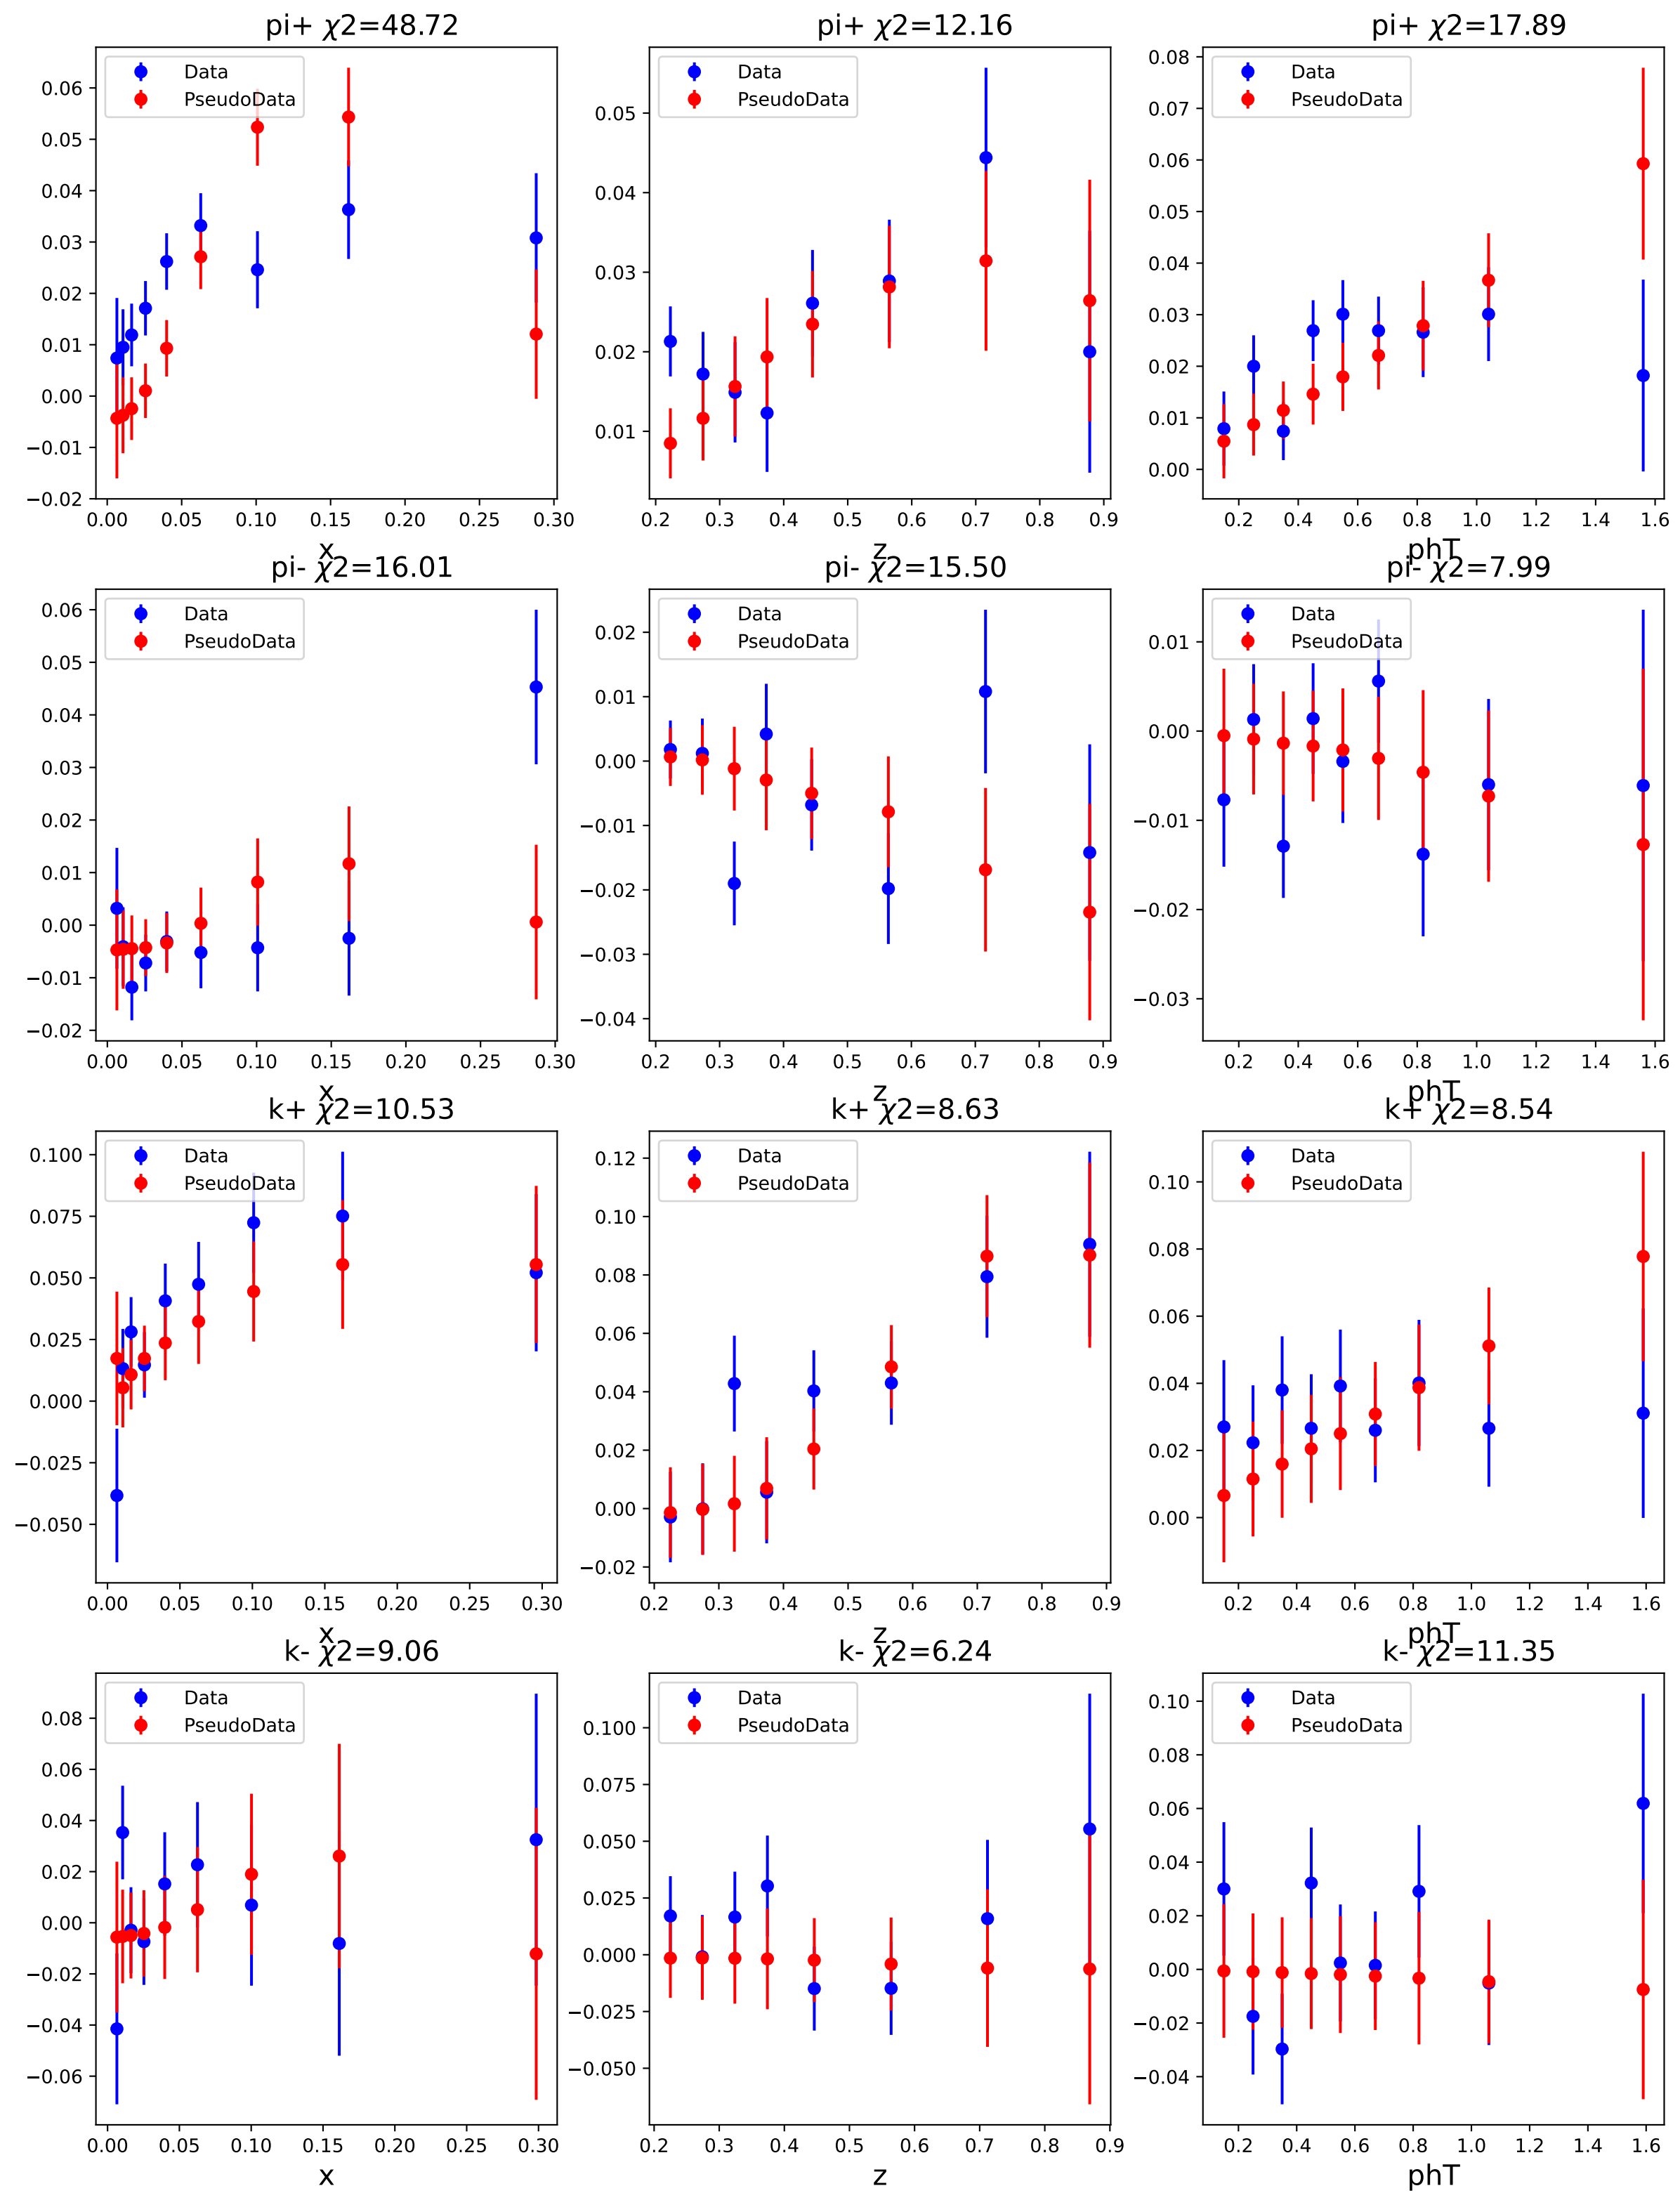 pi+ χ2=48.72
Data
PseudoData
0.06
0.05
0.04
0.03
0.02
0.01
0.00
−0.01
−0.02
0.00 0.05 0.10 0.15 0.20 0.25 0.30
x
pi+ χ2=12.16
Data
PseudoData
0.05
0.04
0.03
0.02
0.01
0.2 0.3 0.4 0.5 0.6 0.7 0.8 0.9
z
pi+ χ2=17.89
Data
PseudoData
0.08
0.07
0.06
0.05
0.04
0.03
0.02
0.01
0.00
0.2 0.4 0.6 0.8 1.0 1.2 1.4 1.6
phT
pi- χ2=16.01
Data
PseudoData
0.06
0.05
0.04
0.03
0.02
0.01
0.00
−0.01
−0.02
0.00 0.05 0.10 0.15 0.20 0.25 0.30
x
pi- χ2=15.50
Data
PseudoData
0.02
0.01
0.00
−0.01
−0.02
−0.03
−0.04
0.2 0.3 0.4 0.5 0.6 0.7 0.8 0.9
z
pi- χ2=7.99
Data
PseudoData
0.01
0.00
−0.01
−0.02
−0.03
0.2 0.4 0.6 0.8 1.0 1.2 1.4 1.6
phT
k+ χ2=10.53
Data
PseudoData
0.100
0.075
0.050
0.025
0.000
−0.025
−0.050
0.00 0.05 0.10 0.15 0.20 0.25 0.30
x
k+ χ2=8.63
Data
PseudoData
0.12
0.10
0.08
0.06
0.04
0.02
0.00
−0.02
0.2 0.3 0.4 0.5 0.6 0.7 0.8 0.9
z
k+ χ2=8.54
Data
PseudoData
0.10
0.08
0.06
0.04
0.02
0.00
0.2 0.4 0.6 0.8 1.0 1.2 1.4 1.6
phT
k- χ2=9.06
Data
PseudoData
0.08
0.06
0.04
0.02
0.00
−0.02
−0.04
−0.06
0.00 0.05 0.10 0.15 0.20 0.25 0.30
x
k- χ2=6.24
Data
PseudoData
0.100
0.075
0.050
0.025
0.000
−0.025
−0.050
0.2 0.3 0.4 0.5 0.6 0.7 0.8 0.9
z
k- χ2=11.35
Data
PseudoData
0.10
0.08
0.06
0.04
0.02
0.00
−0.02
−0.04
0.2 0.4 0.6 0.8 1.0 1.2 1.4 1.6
phT